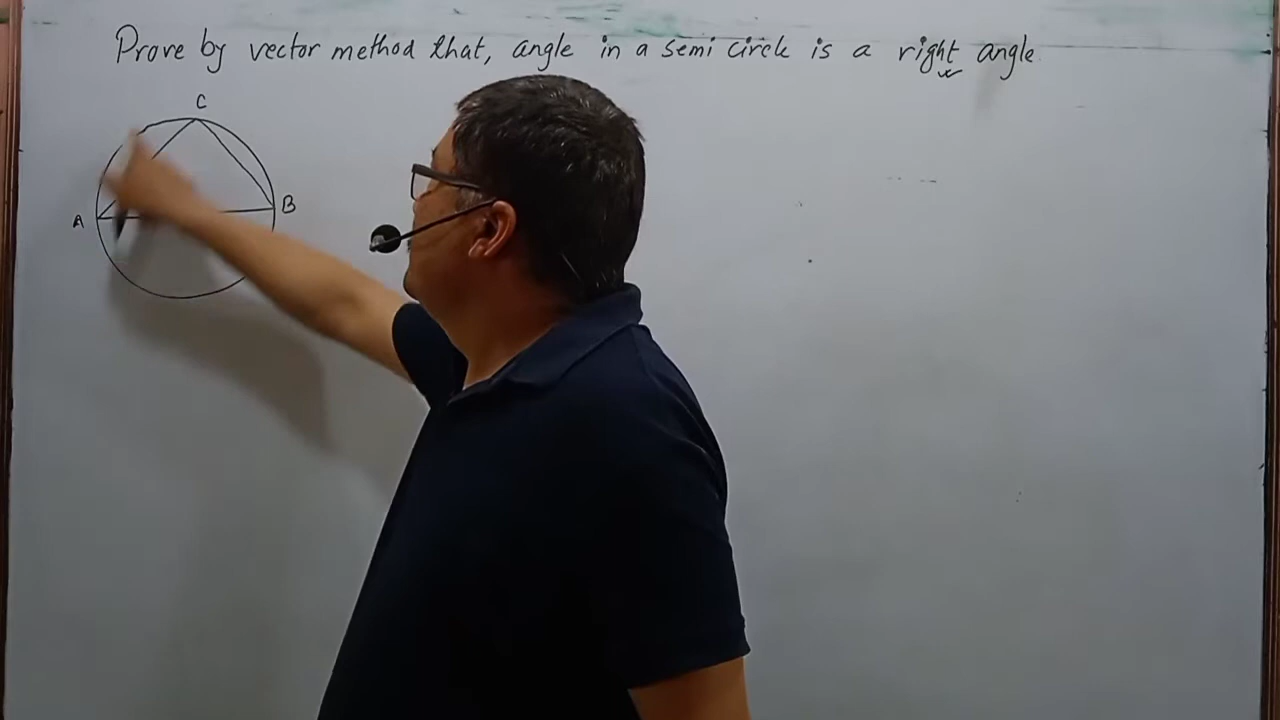 Prove by vector method that, angle in a semi circle is a right angle
C
A
B